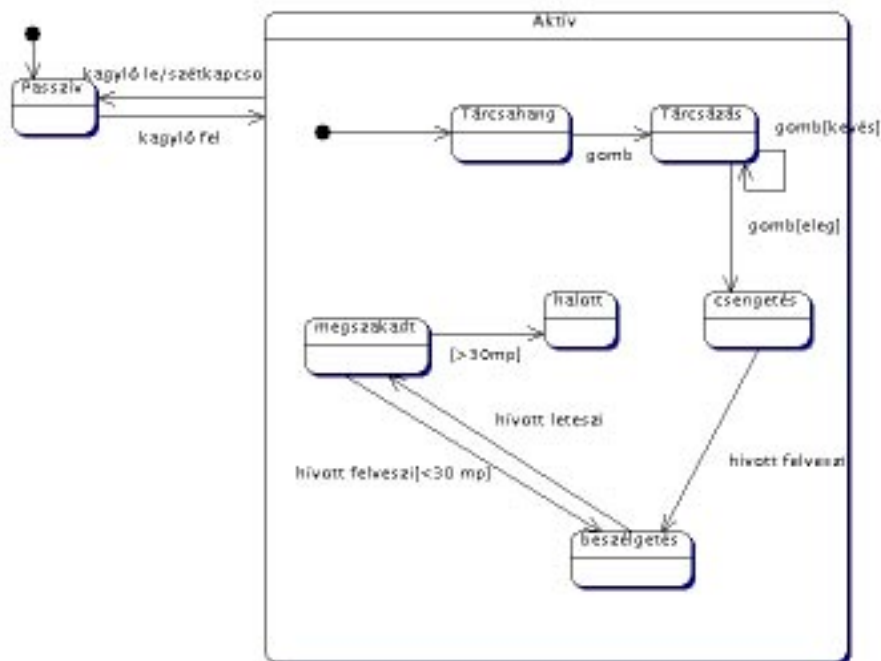 Aktív
kagyló le/szétkapcso
Passzív
kagyló fel
Tárcsahang
Tárcsázás
gomb[kevés]
gomb
gomb[eleg]
halott
csengetés
megszakadt
[>30mp]
hívott leteszi
hívott felveszi
hívott felveszi[<30 mp]
beszélgetés